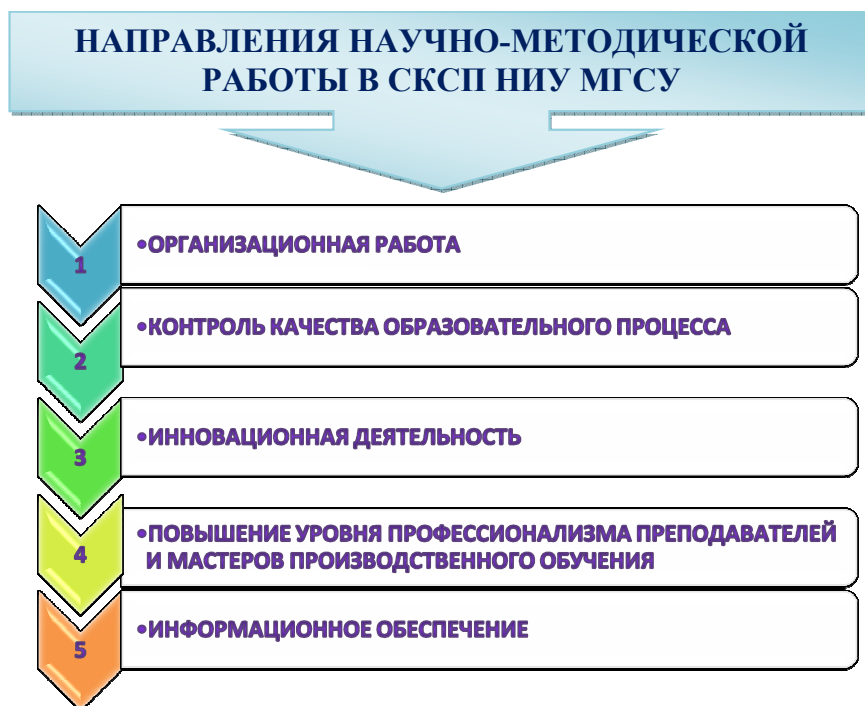 НАПРАВЛЕНИЯ НАУЧНО-МЕТОДИЧЕСКОЙ
РАБОТЫ В СКСП НИУ МГСУ
1
•ОРГАНИЗАЦИОННАЯ РАБОТА
2
•КОНТРОЛЬ КАЧЕСТВА ОБРАЗОВАТЕЛЬНОГО ПРОЦЕССА
3
•ИННОВАЦИОННАЯ ДЕЯТЕЛЬНОСТЬ
4
•ПОВЫШЕНИЕ УРОВНЯ ПРОФЕССИОНАЛИЗМА ПРЕПОДАВАТЕЛЕЙ
И МАСТЕРОВ ПРОИЗВОДСТВЕННОГО ОБУЧЕНИЯ
5
•ИНФОРМАЦИОННОЕ ОБЕСПЕЧЕНИЕ